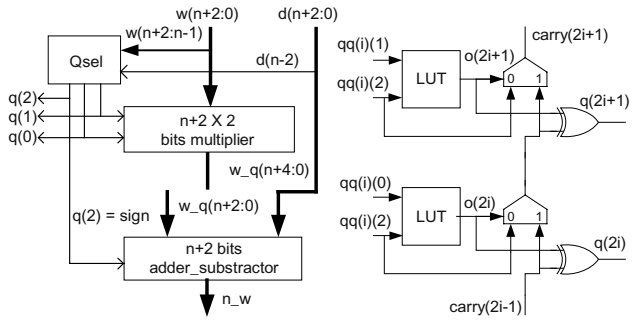 w(n+2:0)
d(n+2:0)
w(n+2:n-1)
Qsel
d(n-2)
q(2)
q(1)
q(0)
n+2 X 2
bits multiplier
w_q(n+4:0)
w_q(n+2:0)
q(2) = sign
n+2 bits
adder_substractor
n_w
carry(2i+1)
qq(i)(1)
LUT
o(2i+1)
0 1
qq(i)(2)
q(2i+1)
qq(i)(0)
LUT
o(2i)
0 1
qq(i)(2)
q(2i)
carry(2i-1)